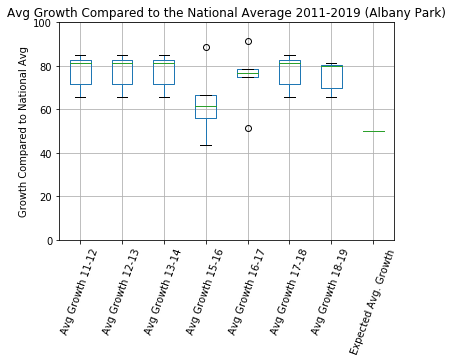 Avg Growth Compared to the National Average 2011-2019 (Albany Park)
Growth Compared to National Avg
100
80
60
40
20
0
Avg Growth 11-12
Avg Growth 12-13
Avg Growth 13-14
Avg Growth 15-16
Avg Growth 16-17
Avg Growth 17-18
Avg Growth 18-19
Expected Avg. Growth